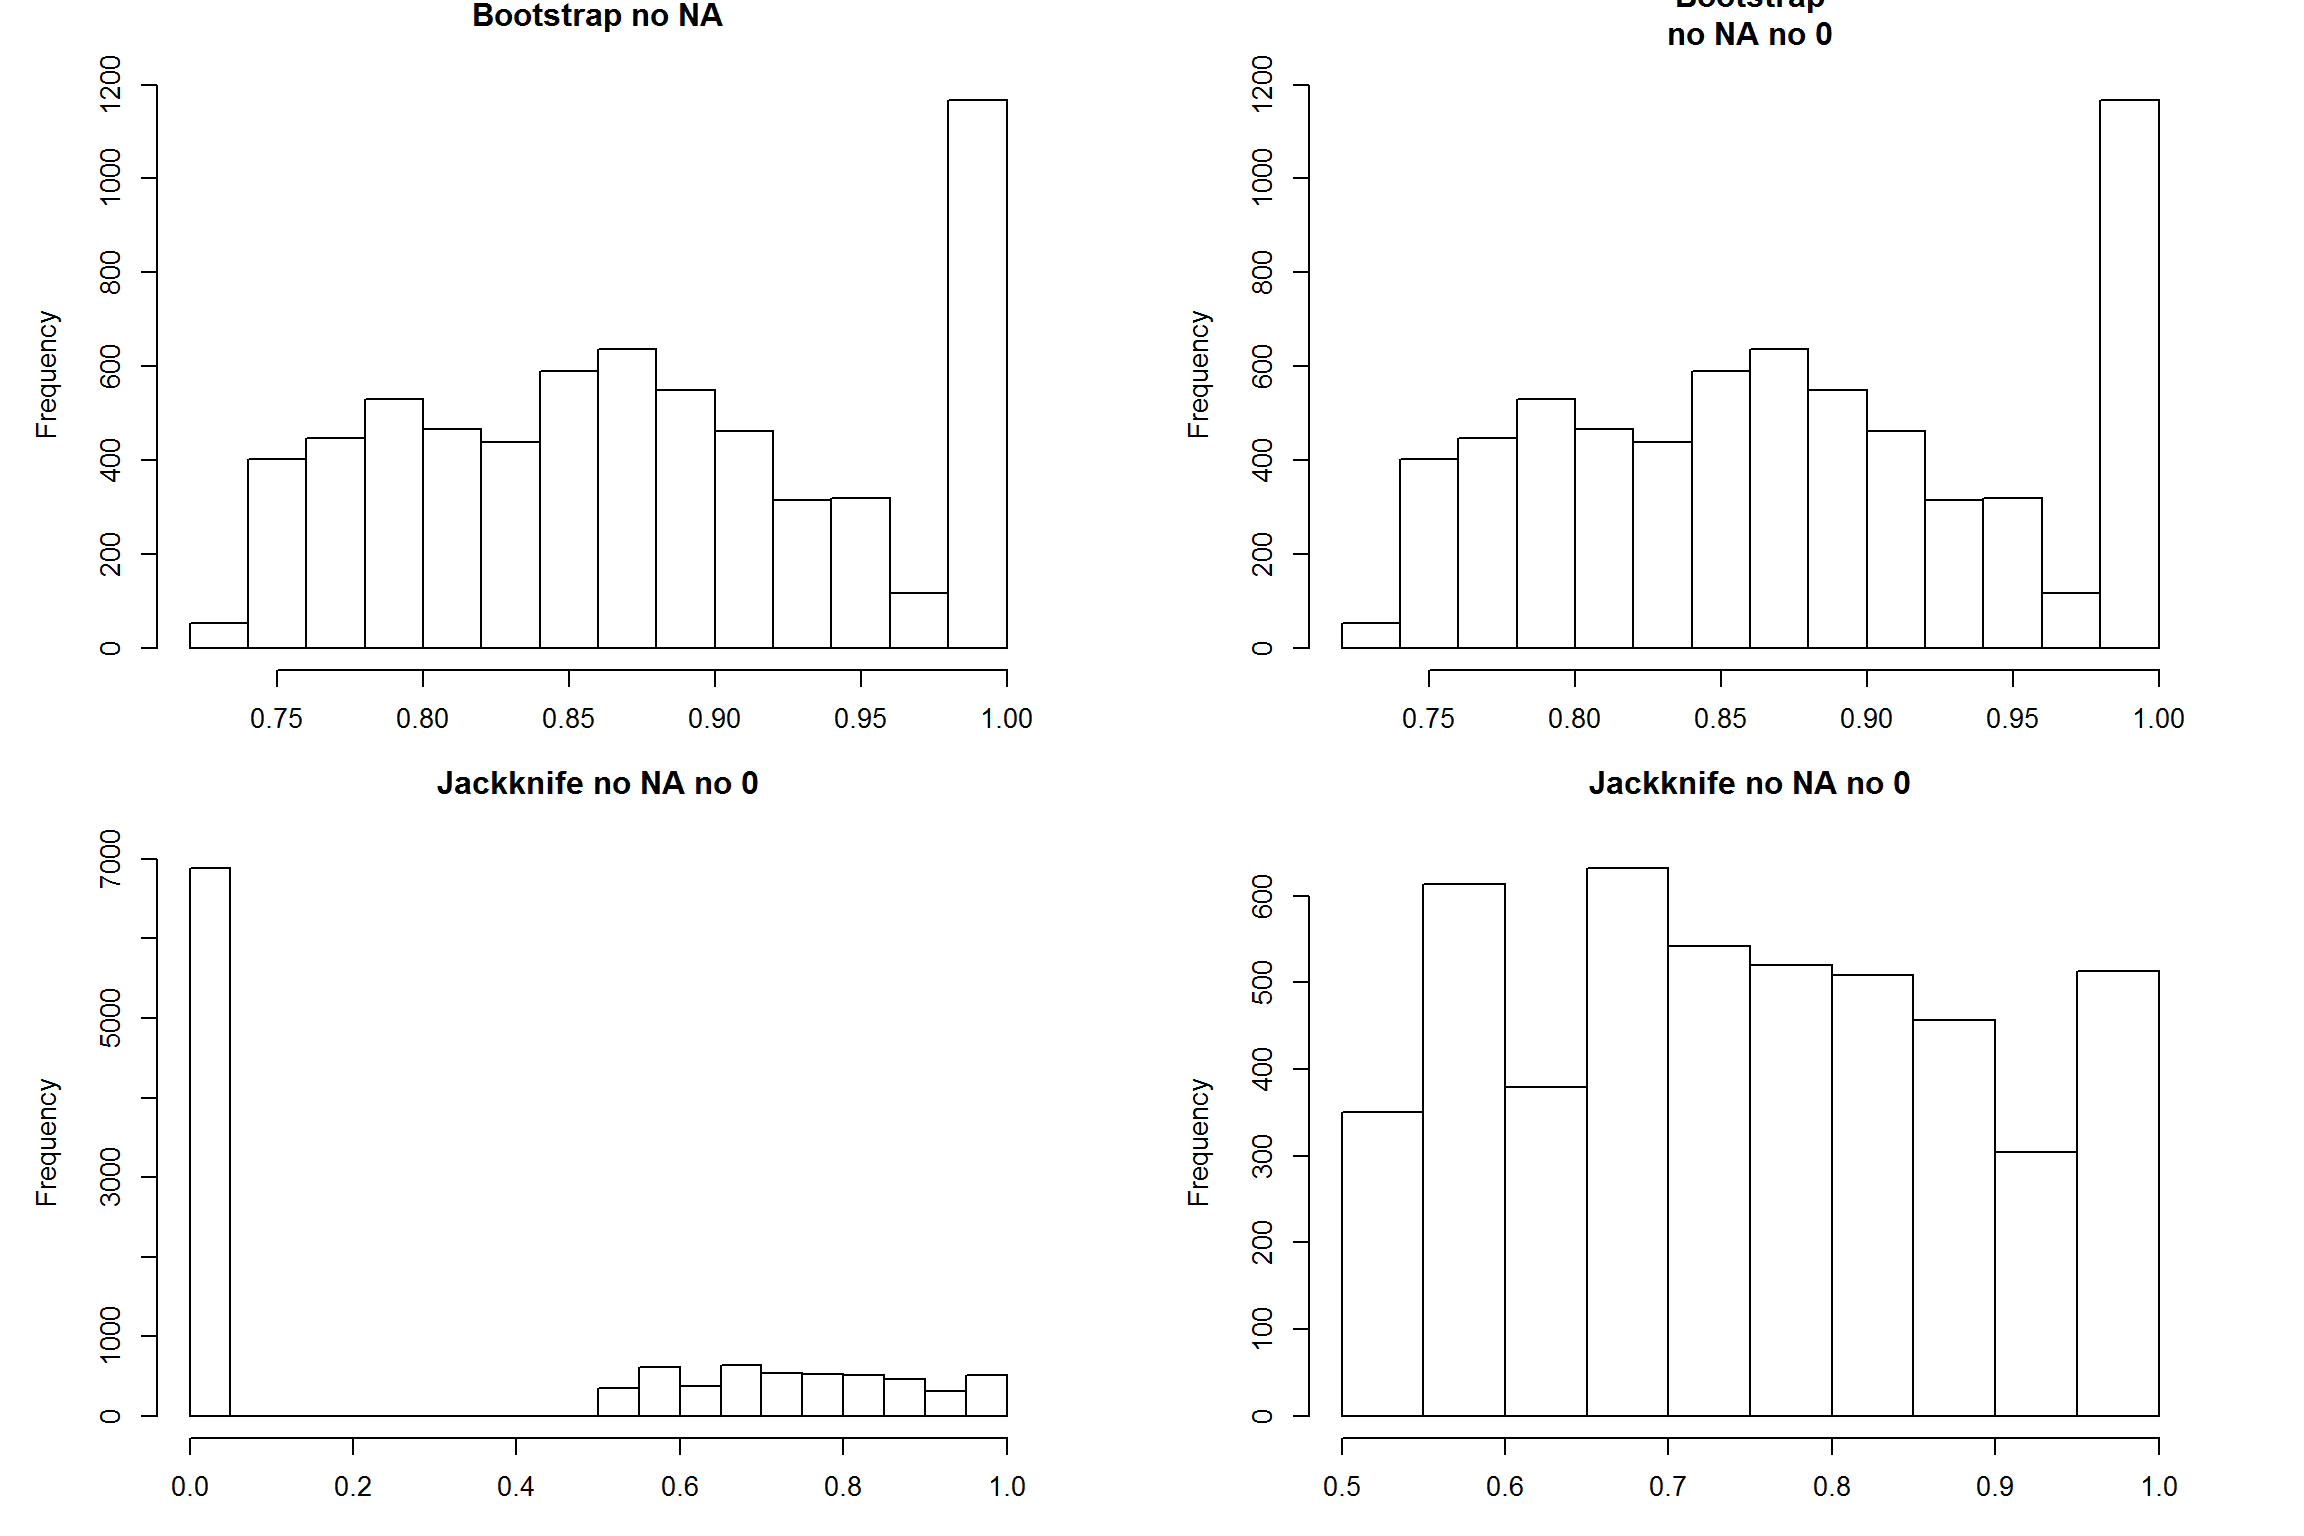 Bootstrap no NA
Frequency
0 200 400 600 800 1000 1200
0.75 0.80 0.85 0.90 0.95 1.00
Bootstrap
no NA no 0
Frequency
0 200 400 600 800 1000 1200
0.75 0.80 0.85 0.90 0.95 1.00
Jackknife no NA no 0
Frequency
0 1000 3000 5000 7000
0.0 0.2 0.4 0.6 0.8 1.0
Jackknife no NA no 0
Frequency
0 100 200 300 400 500 600
0.5 0.6 0.7 0.8 0.9 1.0